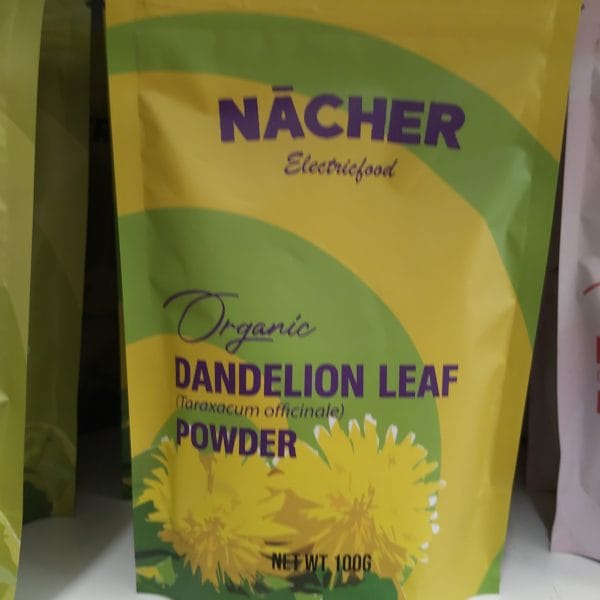 NĀCHER
Electricfood
Organic
DANDELION LEAF
(Taraxacum officinale)
POWDER
NET WT 100G